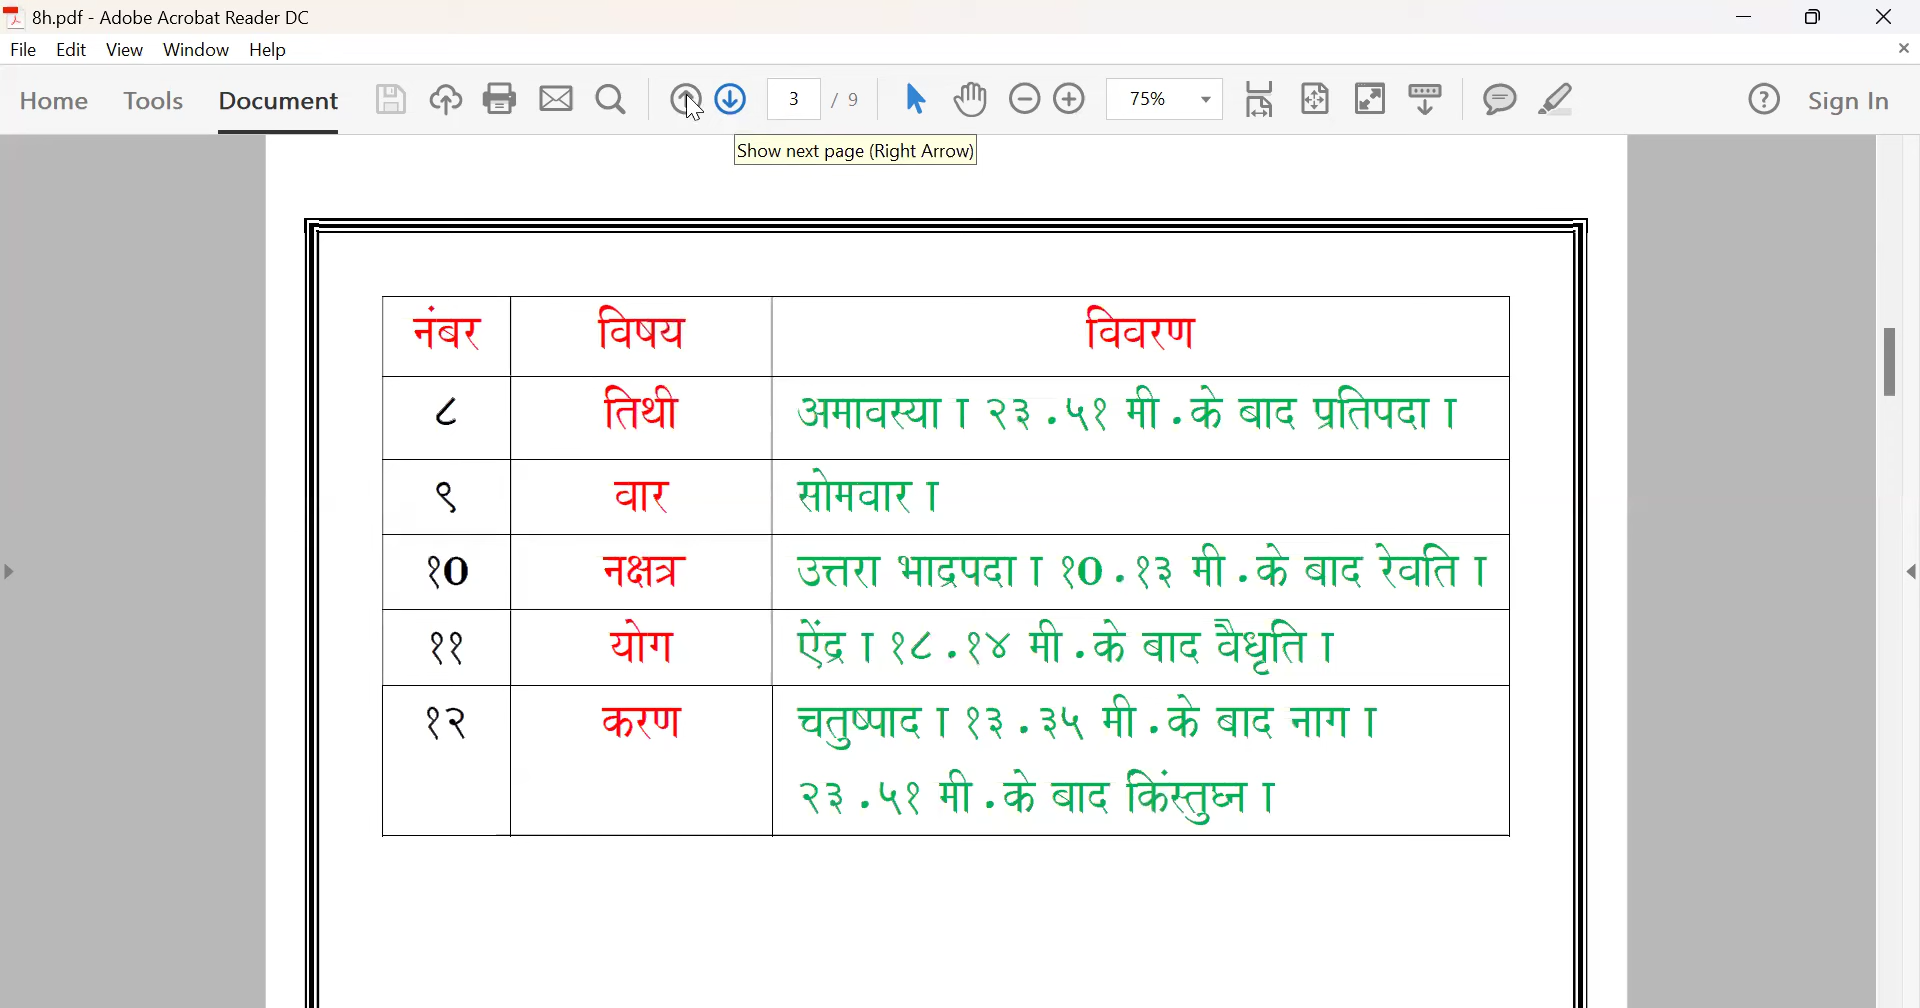 8h.pdf - Adobe Acrobat Reader DC
File Edit View Window Help
Home Tools Document 3 / 9 75% Sign In
Show next page (Right Arrow)
नंबर विषय विवरण
८ तिथी अमावस्या । २३ .५१ मी .के बाद प्रतिपदा ।
९ वार सोमवार ।
१० नक्षत्र उत्तरा भाद्रपदा । १० .१३ मी .के बाद रेवति ।
११ योग ऐंद्र । १८ .१४ मी .के बाद वैधृति ।
१२ करण चतुष्पाद । १३ .३५ मी .के बाद नाग ।
२३ .५१ मी .के बाद किंस्तुघ्न ।